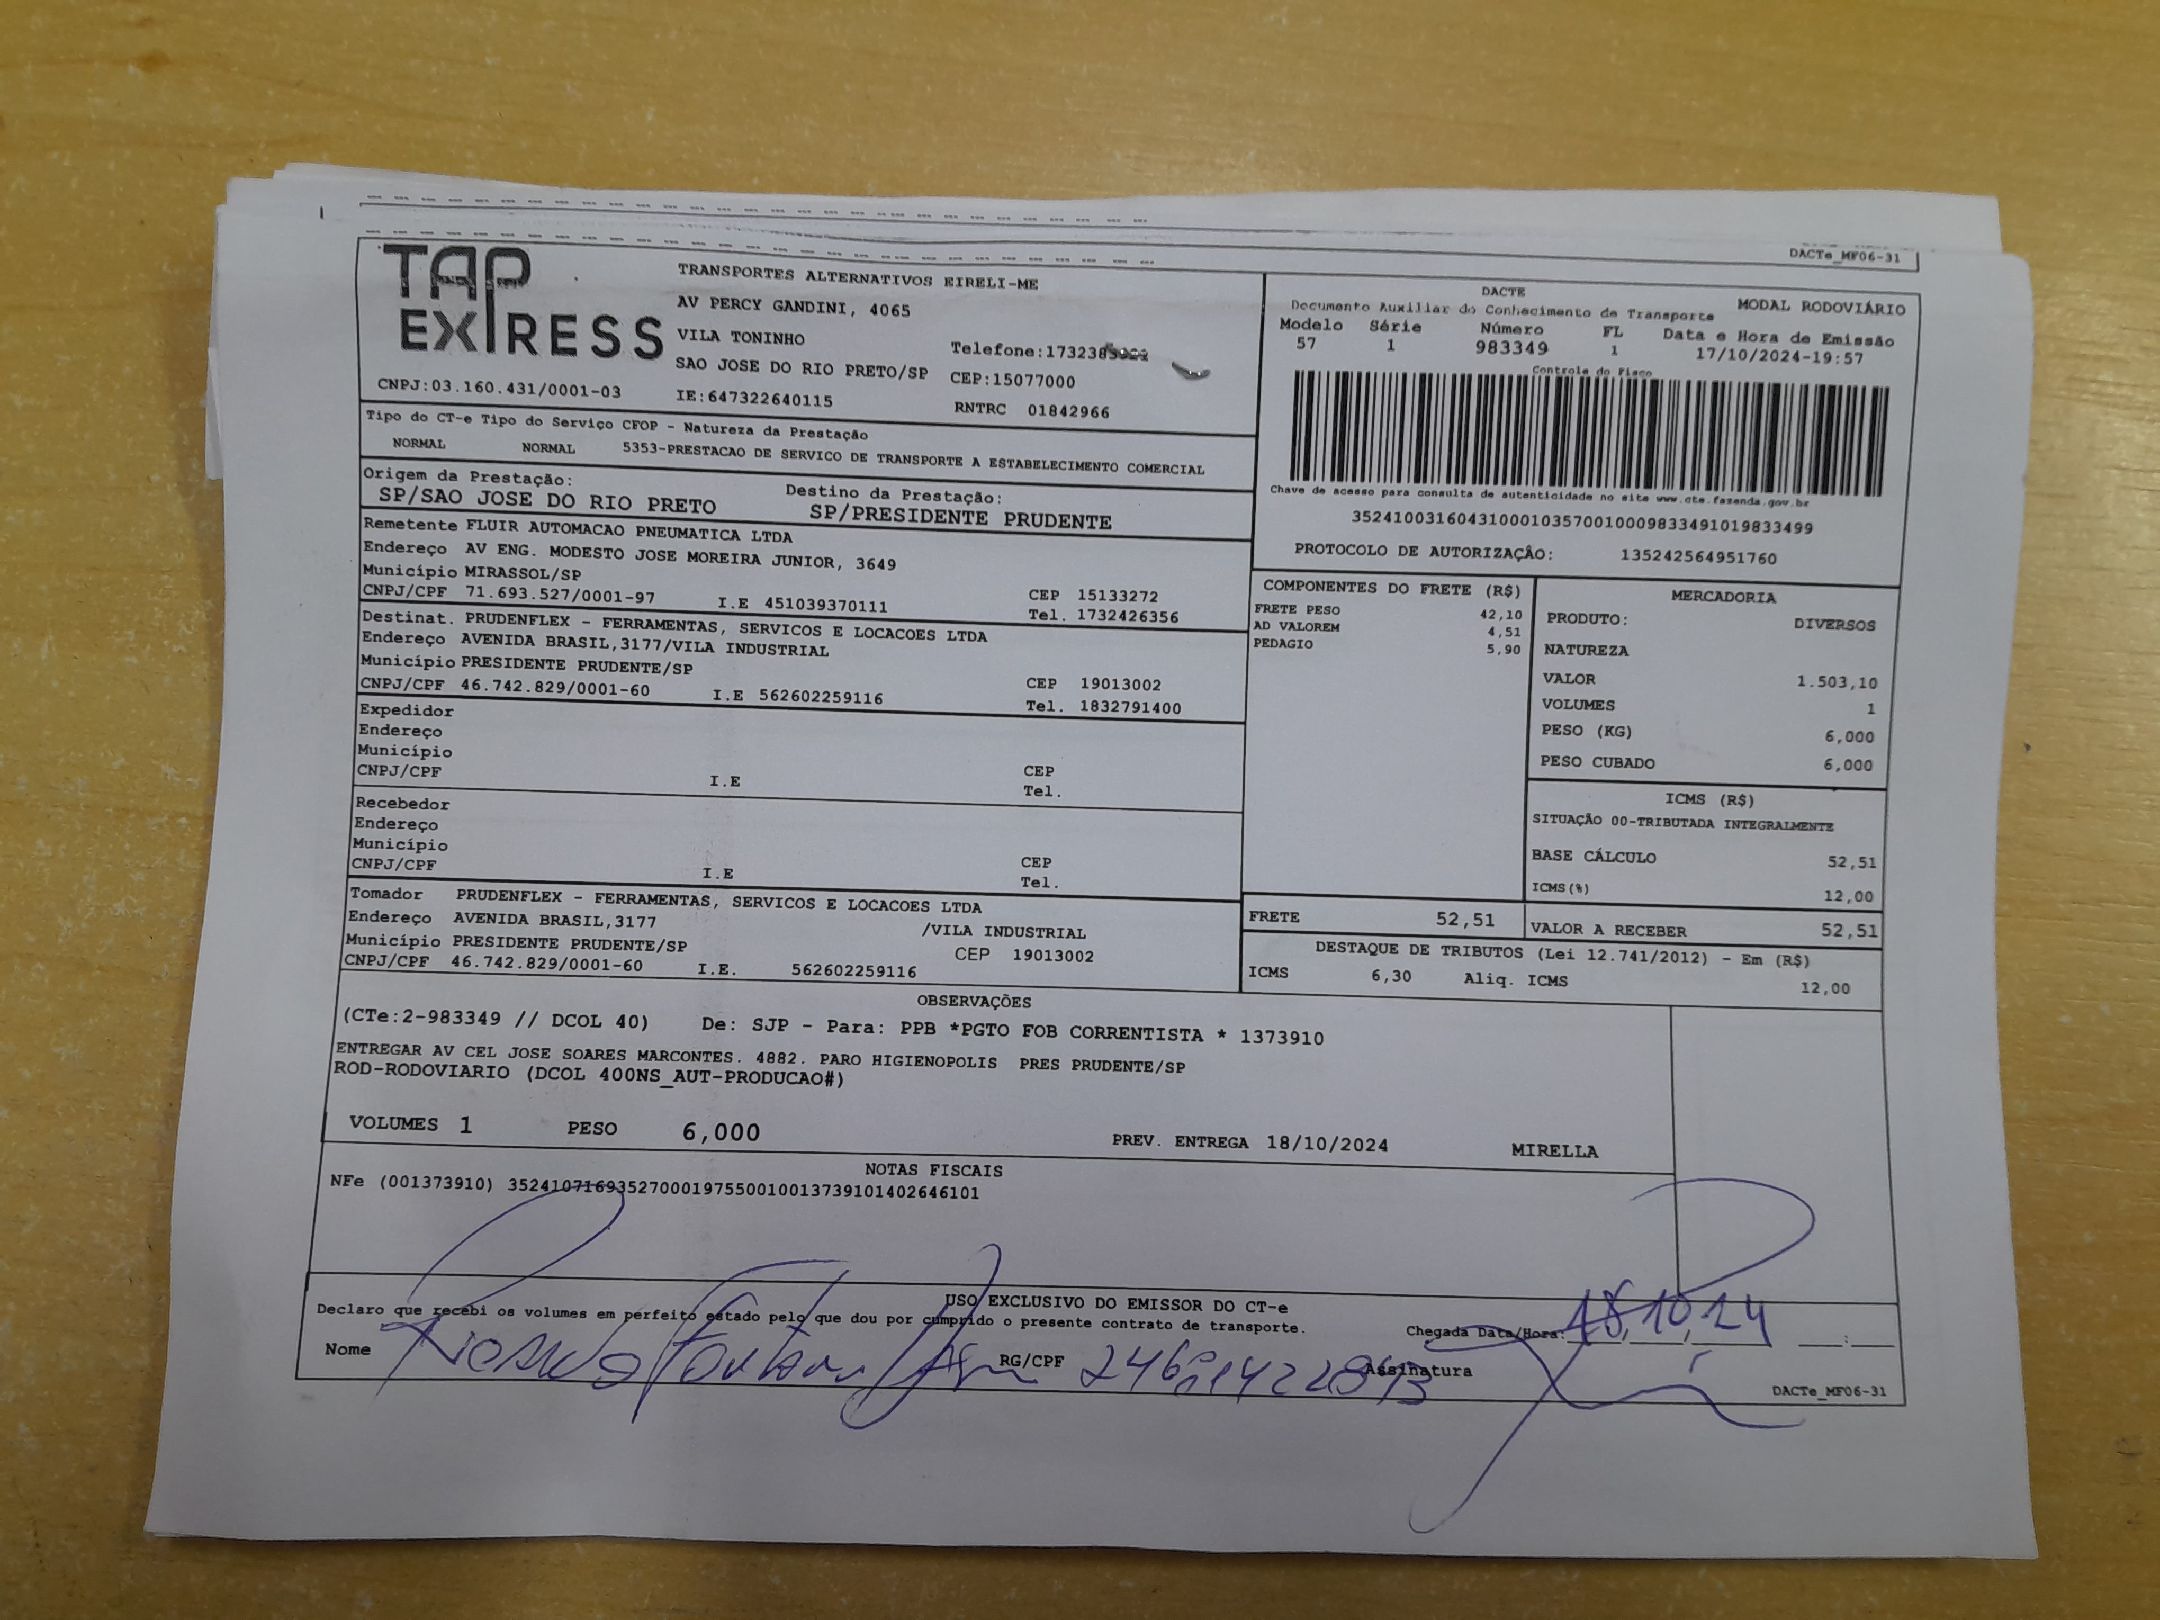 DACTe_MF06-31
TAP EXPRESS
CNPJ:03.160.431/0001-03
TRANSPORTES ALTERNATIVOS EIRELI-ME
AV PERCY GANDINI, 4065
VILA TONINHO
SAO JOSE DO RIO PRETO/SP
IE:647322640115
CEP:15077000
RNTRC 01842966
DACTE
MODAL RODOVIÁRIO
Documento Auxiliar do Conhecimento de Transporte
Modelo Série Número FL Data e Hora de Emissão
57 1 983349 1 17/10/2024-19:57
Controle do Fisco
Chave de acesso para consulta de autenticidade no site www.cte.fazenda.gov.br
35241003160431000103570010009833491019833499
PROTOCOLO DE AUTORIZAÇÃO: 135242564951760
Tipo do CT-e Tipo do Serviço CFOP - Natureza da Prestação
NORMAL NORMAL 5353-PRESTACAO DE SERVICO DE TRANSPORTE A ESTABELECIMENTO COMERCIAL
Origem da Prestação: Destino da Prestação:
SP/SAO JOSE DO RIO PRETO SP/PRESIDENTE PRUDENTE
Remetente FLUIR AUTOMACAO PNEUMATICA LTDA
Endereço AV ENG. MODESTO JOSE MOREIRA JUNIOR, 3649
Município MIRASSOL/SP CEP 15133272
CNPJ/CPF 71.693.527/0001-97 I.E 451039370111 Tel. 1732426356
Destinat. PRUDENFLEX - FERRAMENTAS, SERVICOS E LOCACOES LTDA
Endereço AVENIDA BRASIL,3177/VILA INDUSTRIAL
Município PRESIDENTE PRUDENTE/SP CEP 19013002
CNPJ/CPF 46.742.829/0001-60 I.E 562602259116 Tel. 1832791400
Expedidor
Endereço
Município CEP
CNPJ/CPF I.E Tel.
Recebedor
Endereço
Município CEP
CNPJ/CPF I.E Tel.
Tomador PRUDENFLEX - FERRAMENTAS, SERVICOS E LOCACOES LTDA
Endereço AVENIDA BRASIL,3177 /VILA INDUSTRIAL
Município PRESIDENTE PRUDENTE/SP CEP 19013002
CNPJ/CPF 46.742.829/0001-60 I.E. 562602259116
COMPONENTES DO FRETE (R$)
FRETE PESO 42,10
AD VALOREM 4,51
PEDAGIO 5,90
FRETE 52,51
MERCADORIA
PRODUTO: DIVERSOS
NATUREZA
VALOR 1.503,10
VOLUMES 1
PESO (KG) 6,000
PESO CUBADO 6,000
ICMS (R$)
SITUAÇÃO 00-TRIBUTADA INTEGRALMENTE
BASE CÁLCULO 52,51
ICMS(%) 12,00
VALOR A RECEBER 52,51
DESTAQUE DE TRIBUTOS (Lei 12.741/2012) - Em (R$)
ICMS 6,30 Aliq. ICMS 12,00
OBSERVAÇÕES
(CTe:2-983349 // DCOL 40) De: SJP - Para: PPB *PGTO FOB CORRENTISTA * 1373910
ENTREGAR AV CEL JOSE SOARES MARCONTES. 4882. PARO HIGIENOPOLIS PRES PRUDENTE/SP
ROD-RODOVIARIO (DCOL 400NS_AUT-PRODUCAO#)
VOLUMES 1 PESO 6,000 PREV. ENTREGA 18/10/2024 MIRELLA
NOTAS FISCAIS
NFe (001373910) 35241071693527000197550010013739101402646101
USO EXCLUSIVO DO EMISSOR DO CT-e
Declaro que recebi os volumes em perfeito estado pelo que dou por cumprido o presente contrato de transporte.
Chegada Data/Hora: 18,10,24 :
Nome RG/CPF Assinatura
DACTe_MF06-31